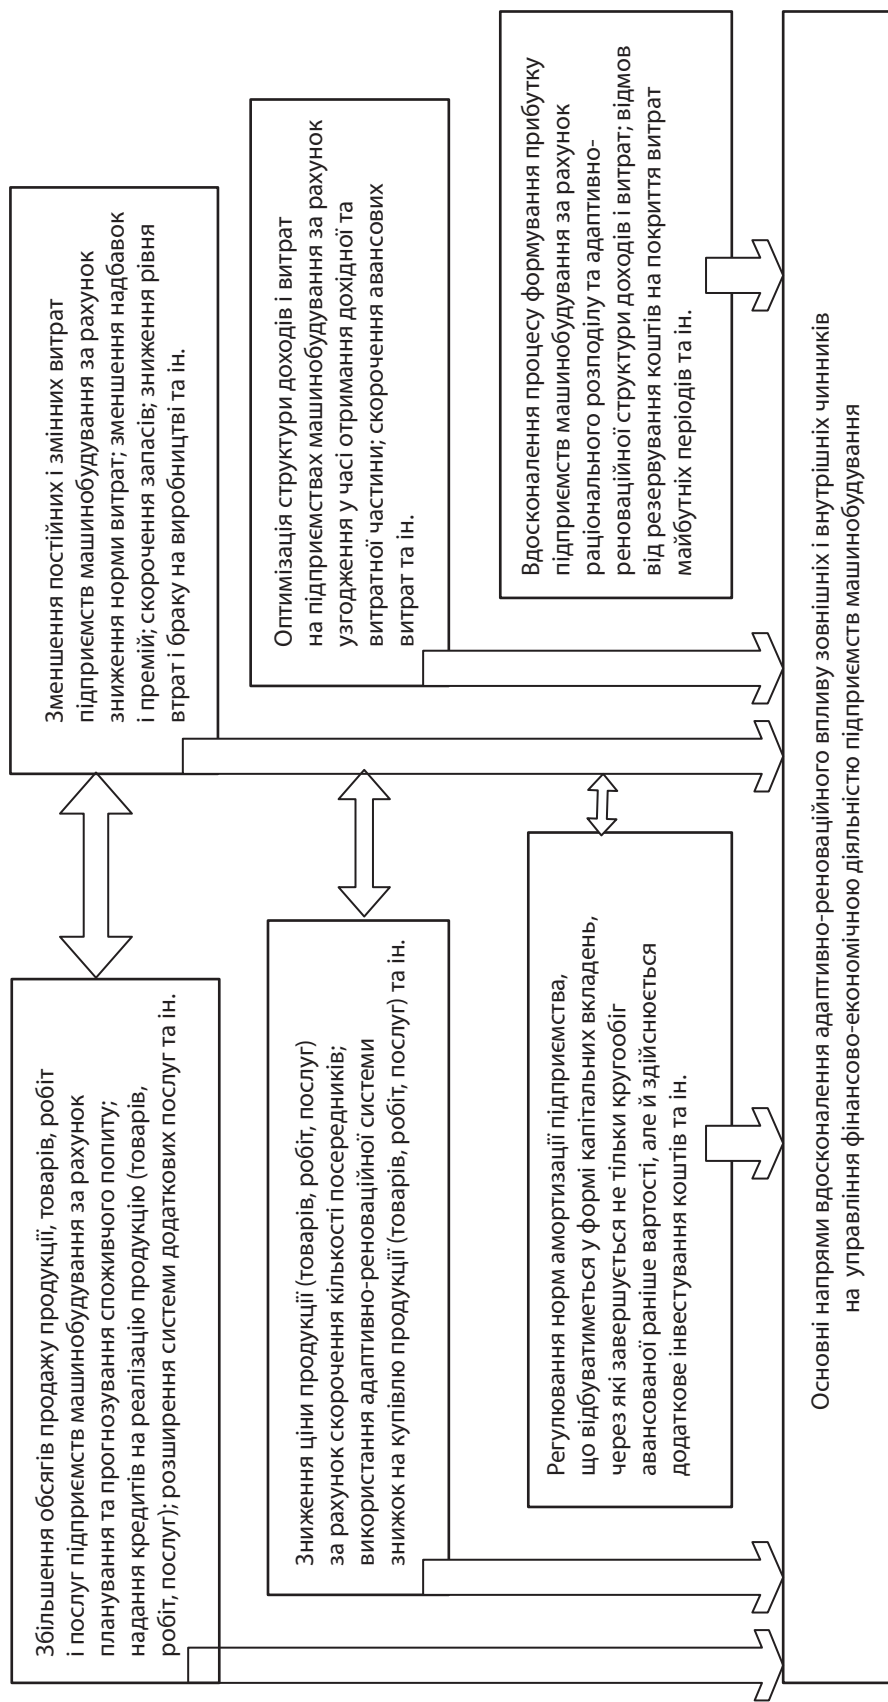 Збільшення обсягів продажу продукції, товарів, робіт
і послуг підприємств машинобудування за рахунок
планування та прогнозування споживчого попиту;
надання кредитів на реалізацію продукцію (товарів,
робіт, послуг); розширення системи додаткових послуг та ін.
Зменшення постійних і змінних витрат
підприємств машинобудування за рахунок
зниження норми витрат; зменшення надбавок
і премій; скорочення запасів; зниження рівня
втрат і браку на виробництві та ін.
Зниження ціни продукції (товарів, робіт, послуг)
за рахунок скорочення кількості посередників;
використання адаптивно-реноваційної системи
знижок на купівлю продукції (товарів, робіт, послуг) та ін.
Оптимізація структури доходів і витрат
на підприємствах машинобудування за рахунок
узгодження у часі отримання дохідної та
витратної частини; скорочення авансових
витрат та ін.
Регулювання норм амортизації підприємства,
що відбуватиметься у формі капітальних вкладень,
через які завершується не тільки кругообіг
авансованої раніше вартості, але й здійснюється
додаткове інвестування коштів та ін.
Вдосконалення процесу формування прибутку
підприємств машинобудування за рахунок
раціонального розподілу та адаптивно-
реноваційної структури доходів і витрат; відмов
від резервування коштів на покриття витрат
майбутніх періодів та ін.
Основні напрями вдосконалення адаптивно-реноваційного впливу зовнішніх і внутрішніх чинників
на управління фінансово-економічною діяльністю підприємств машинобудування